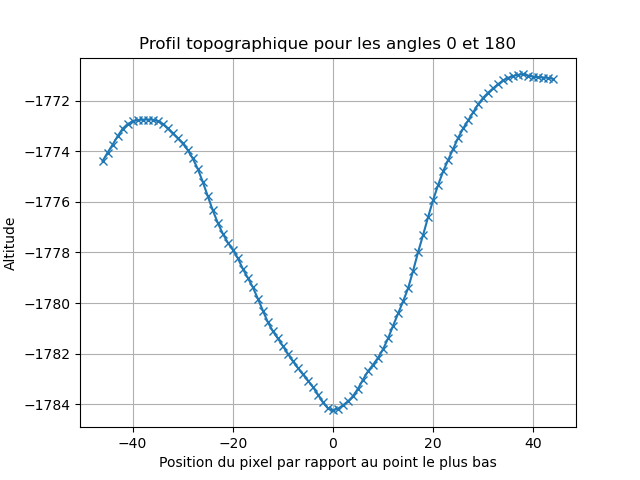 Profil topographique pour les angles 0 et 180
Altitude
−1772
−1774
−1776
−1778
−1780
−1782
−1784
−40 −20 0 20 40
Position du pixel par rapport au point le plus bas